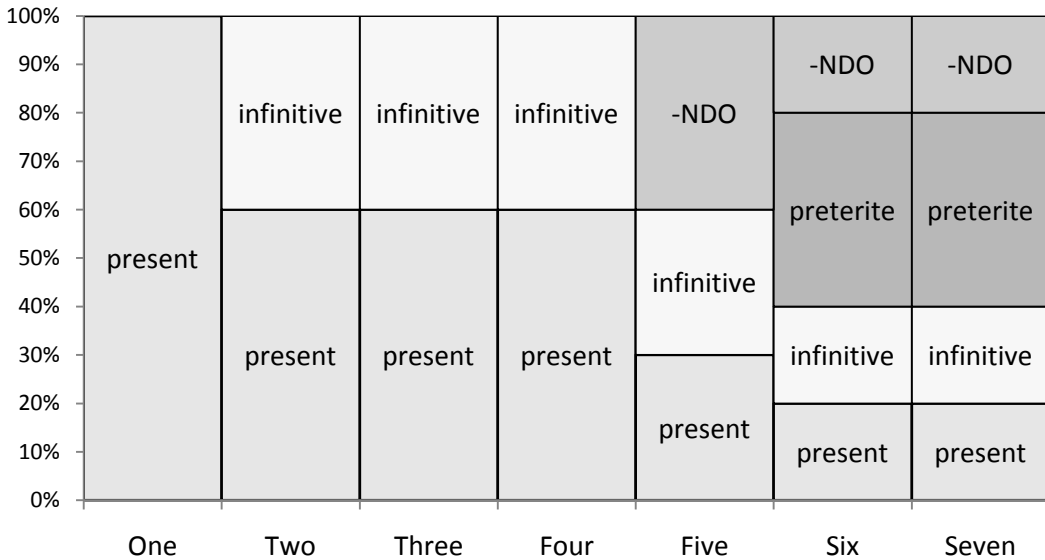 100%
90%
80%
70%
60%
50%
40%
30%
20%
10%
0%
-NDO -NDO
infinitive infinitive infinitive -NDO
preterite preterite
present
infinitive
present present present infinitive infinitive
present
present present
One Two Three Four Five Six Seven